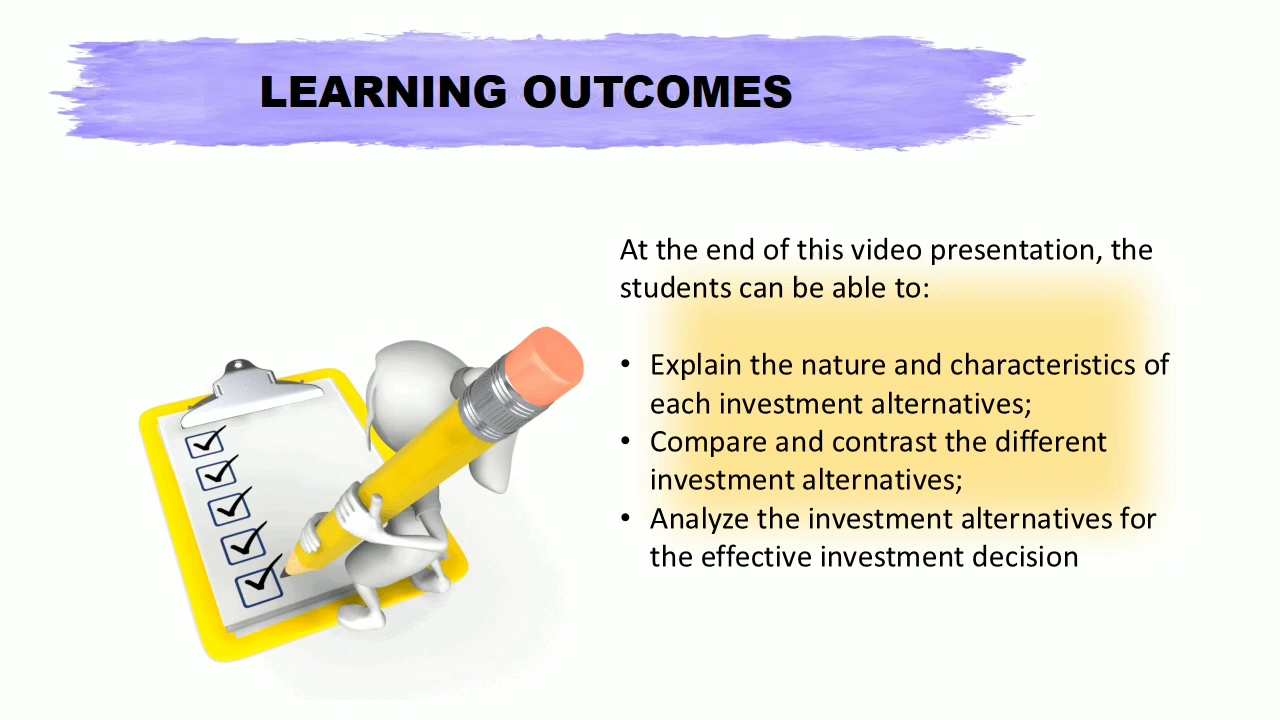 LEARNING OUTCOMES
At the end of this video presentation, the
students can be able to:
• Explain the nature and characteristics of
each investment alternatives;
• Compare and contrast the different
investment alternatives;
• Analyze the investment alternatives for
the effective investment decision